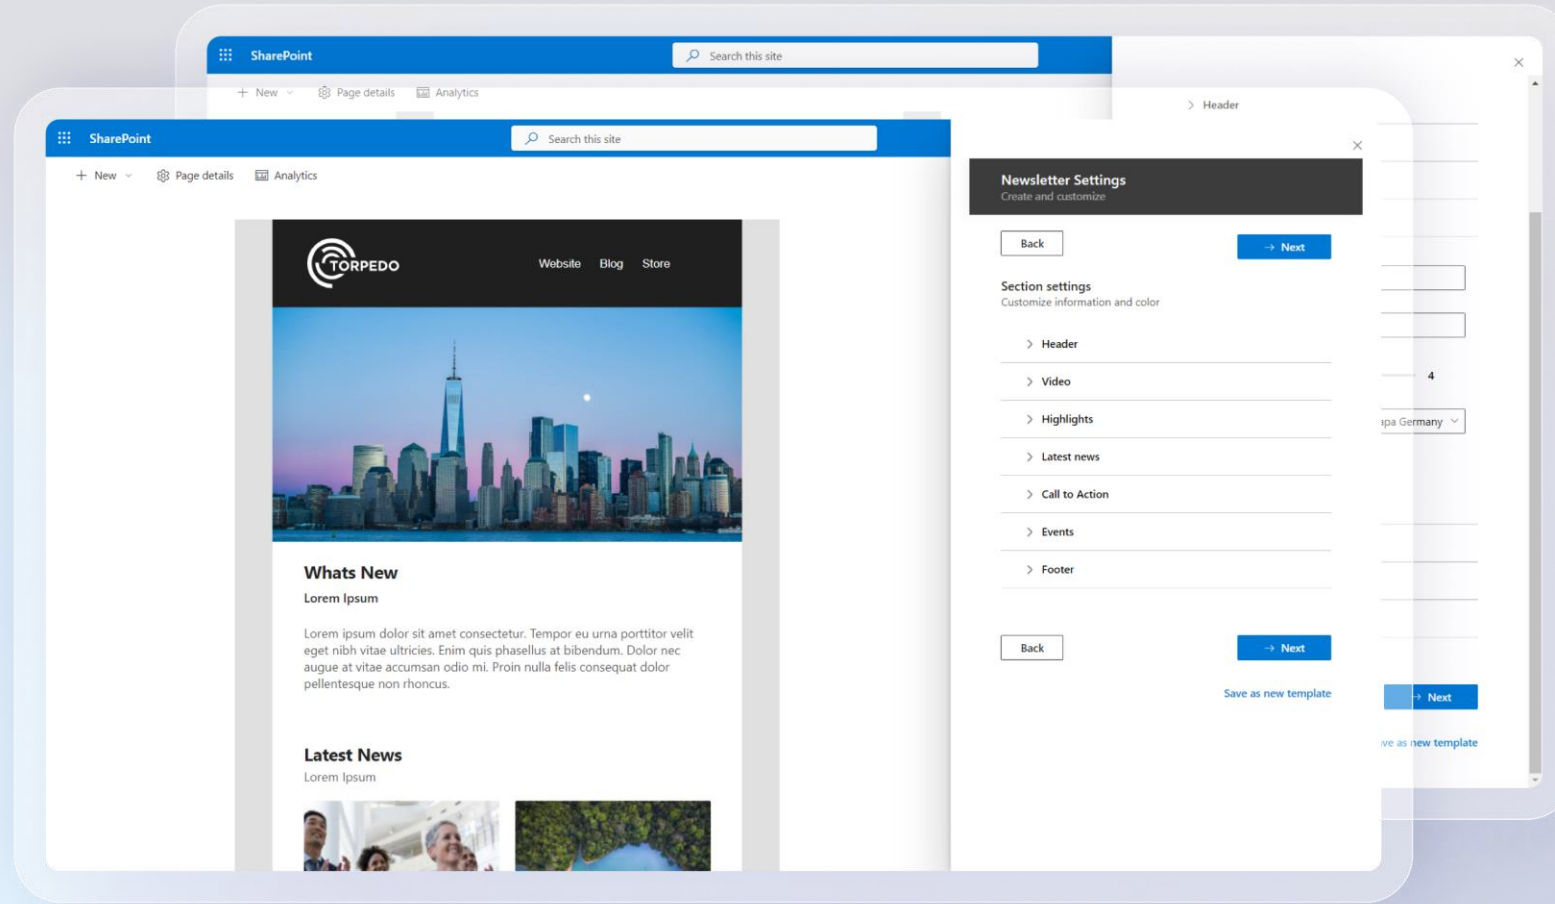 SharePoint
Search this site
New
Page details
Analytics
Header
4
Germany
Next
new template
SharePoint
Search this site
New
Page details
Analytics
TORPEDO
Website Blog Store
Whats New
Lorem Ipsum
Lorem ipsum dolor sit amet consectetur. Tempor eu urna porttitor velit
eget nibh vitae ultricies. Enim quis phasellus at bibendum. Dolor nec
augue at vitae accumsan odio mi. Proin nulla felis consequat dolor
pellentesque non rhoncus.
Latest News
Lorem Ipsum
Newsletter Settings
Create and customize
Back
Next
Section settings
Customize information and color
Header
Video
Highlights
Latest news
Call to Action
Events
Footer
Back
Next
Save as new template